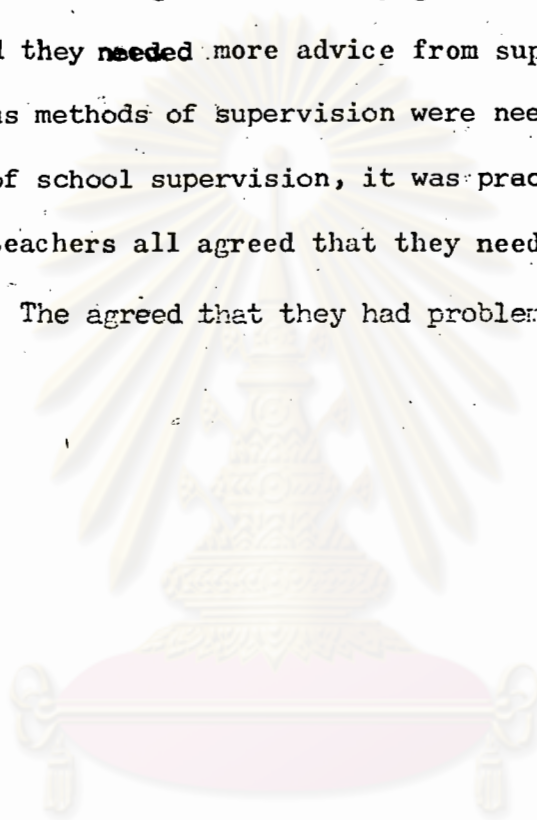 they needed more advice from sup
methods of supervision were nee
of school supervision, it was prac
teachers all agreed that they need
The agreed that they had problem